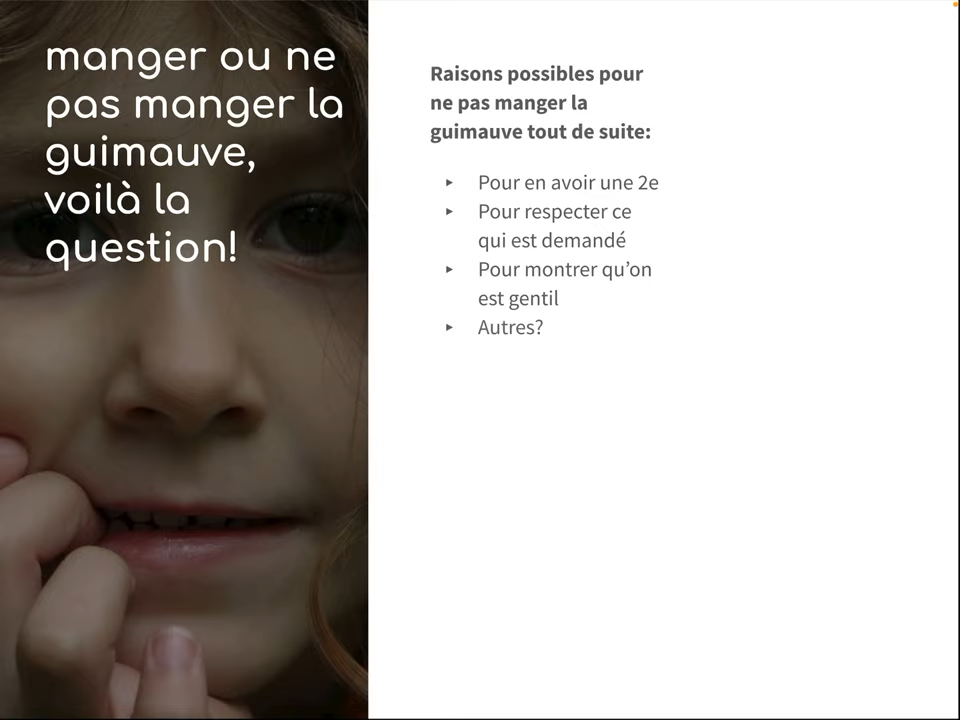 manger ou ne
pas manger la
guimauve,
voilà la
question!
Raisons possibles pour
ne pas manger la
guimauve tout de suite:
‣ Pour en avoir une 2e
‣ Pour respecter ce
qui est demandé
‣ Pour montrer qu’on
est gentil
‣ Autres?